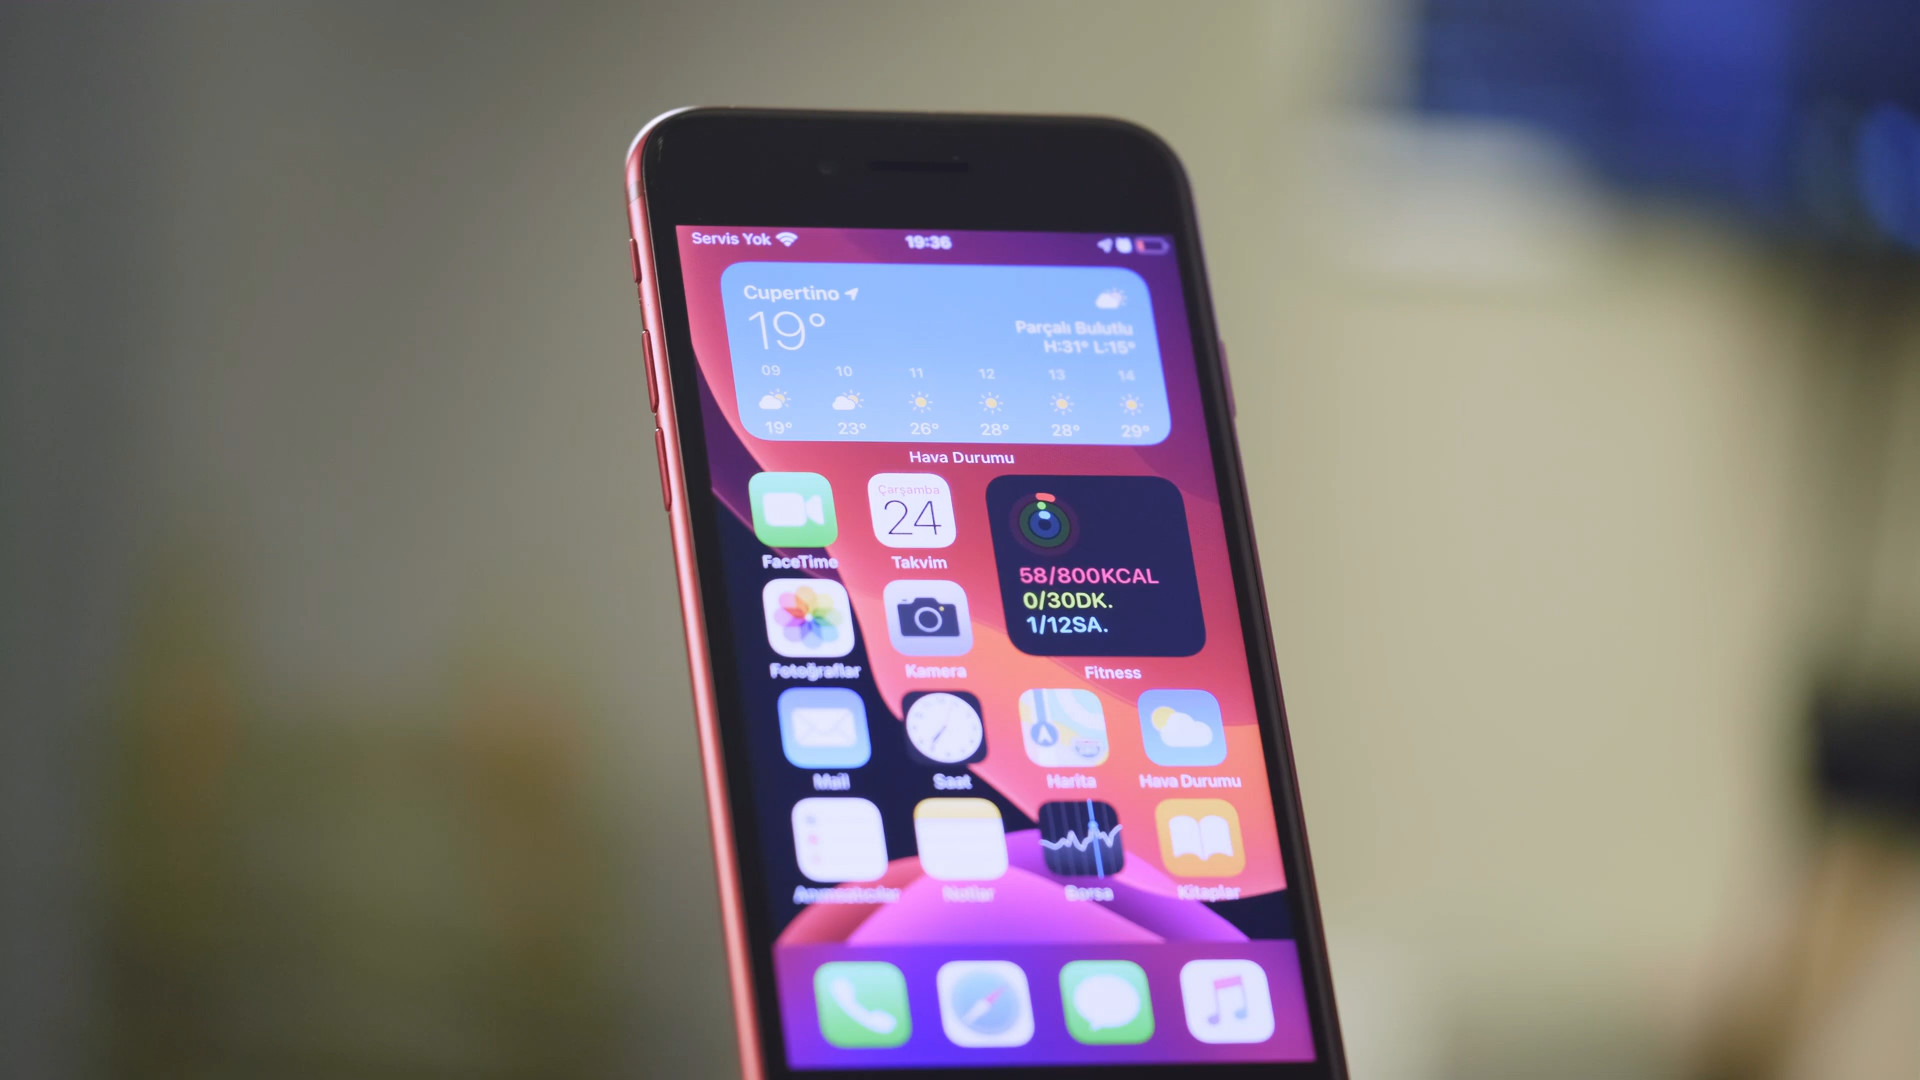 Servis Yok 19:36
Cupertino
19°
Parçalı Bulutlu
H:31° L:15°
09 10 11 12 13 14
19° 23° 26° 28° 28° 29°
Hava Durumu
Çarşamba
24
FaceTime Takvim
58/800KCAL
0/30DK.
1/12SA.
Fotoğraflar Kamera Fitness
Mail Saat Harita Hava Durumu
Anımsatıcılar Notlar Borsa Kitaplar